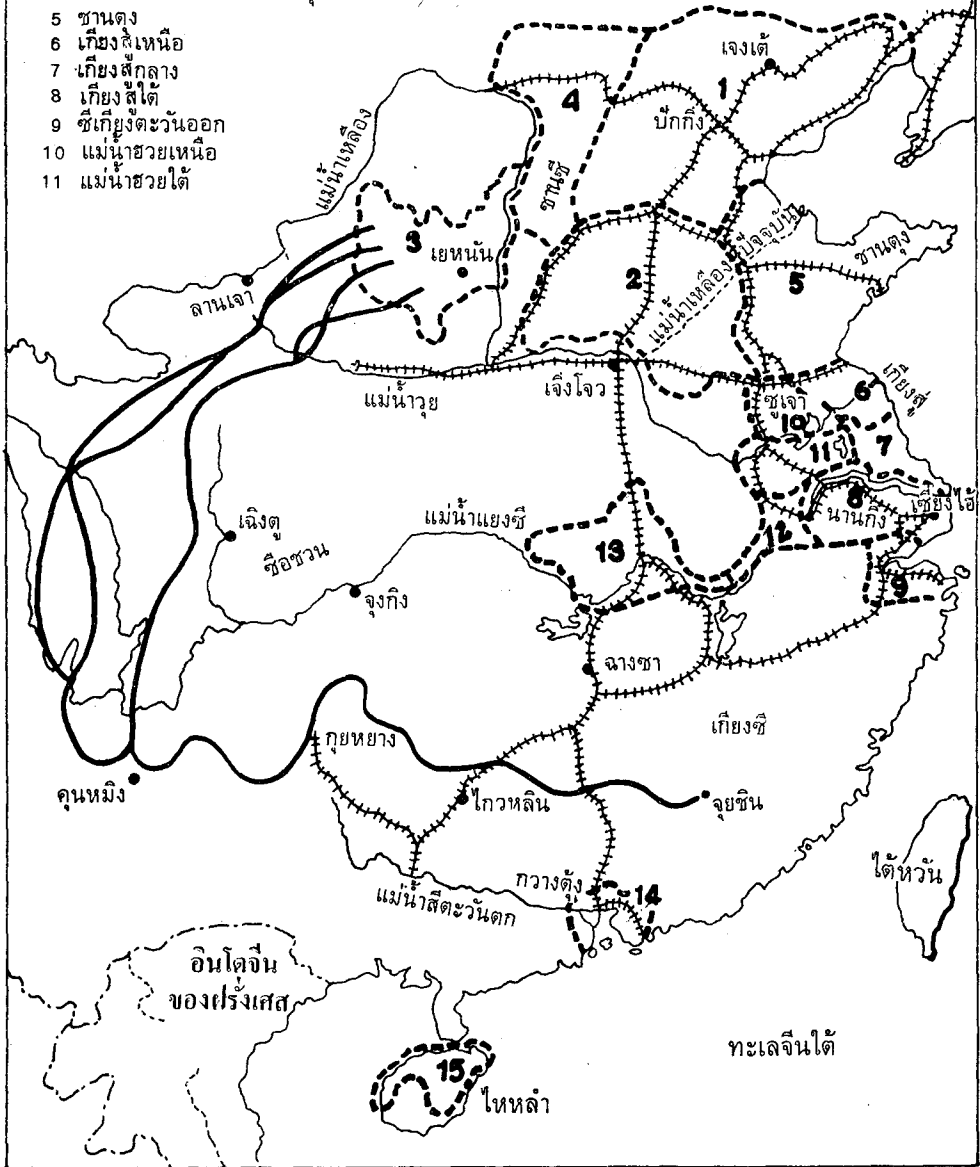 5 ซานตุง
6 เกียงสูเหนือ
7 เกียงสูกลาง
8 เกียงสูใต้
9 ซีเกียงตะวันออก
10 แม่น้ำฮวยเหนือ
11 แม่น้ำฮวยใต้
เจงเต้
1
4
ปักกิ่ง
แม่น้ำเหลือง
ซานซี
3
เยหนัน
ลานเจา
2
แม่น้ำเหลืองปัจจุบัน
ซานตุง
5
แม่น้ำวุย
เจิ่งโจว
ซูเจา
เกียงสู
6
10
11
7
8
นานกิ่ง
เซี่ยงไฮ้
12
9
เฉิงตู
ซือชวน
แม่น้ำแยงซี
13
จุงกิง
ฉางซา
เกียงซี
กุยหยาง
คุนหมิง
ไกวหลิน
จุยชิน
ไต้หวัน
กวางตุ้ง
14
แม่น้ำสีตะวันตก
อินโดจีน
ของฝรั่งเศส
ทะเลจีนใต้
15
ไหหลำ